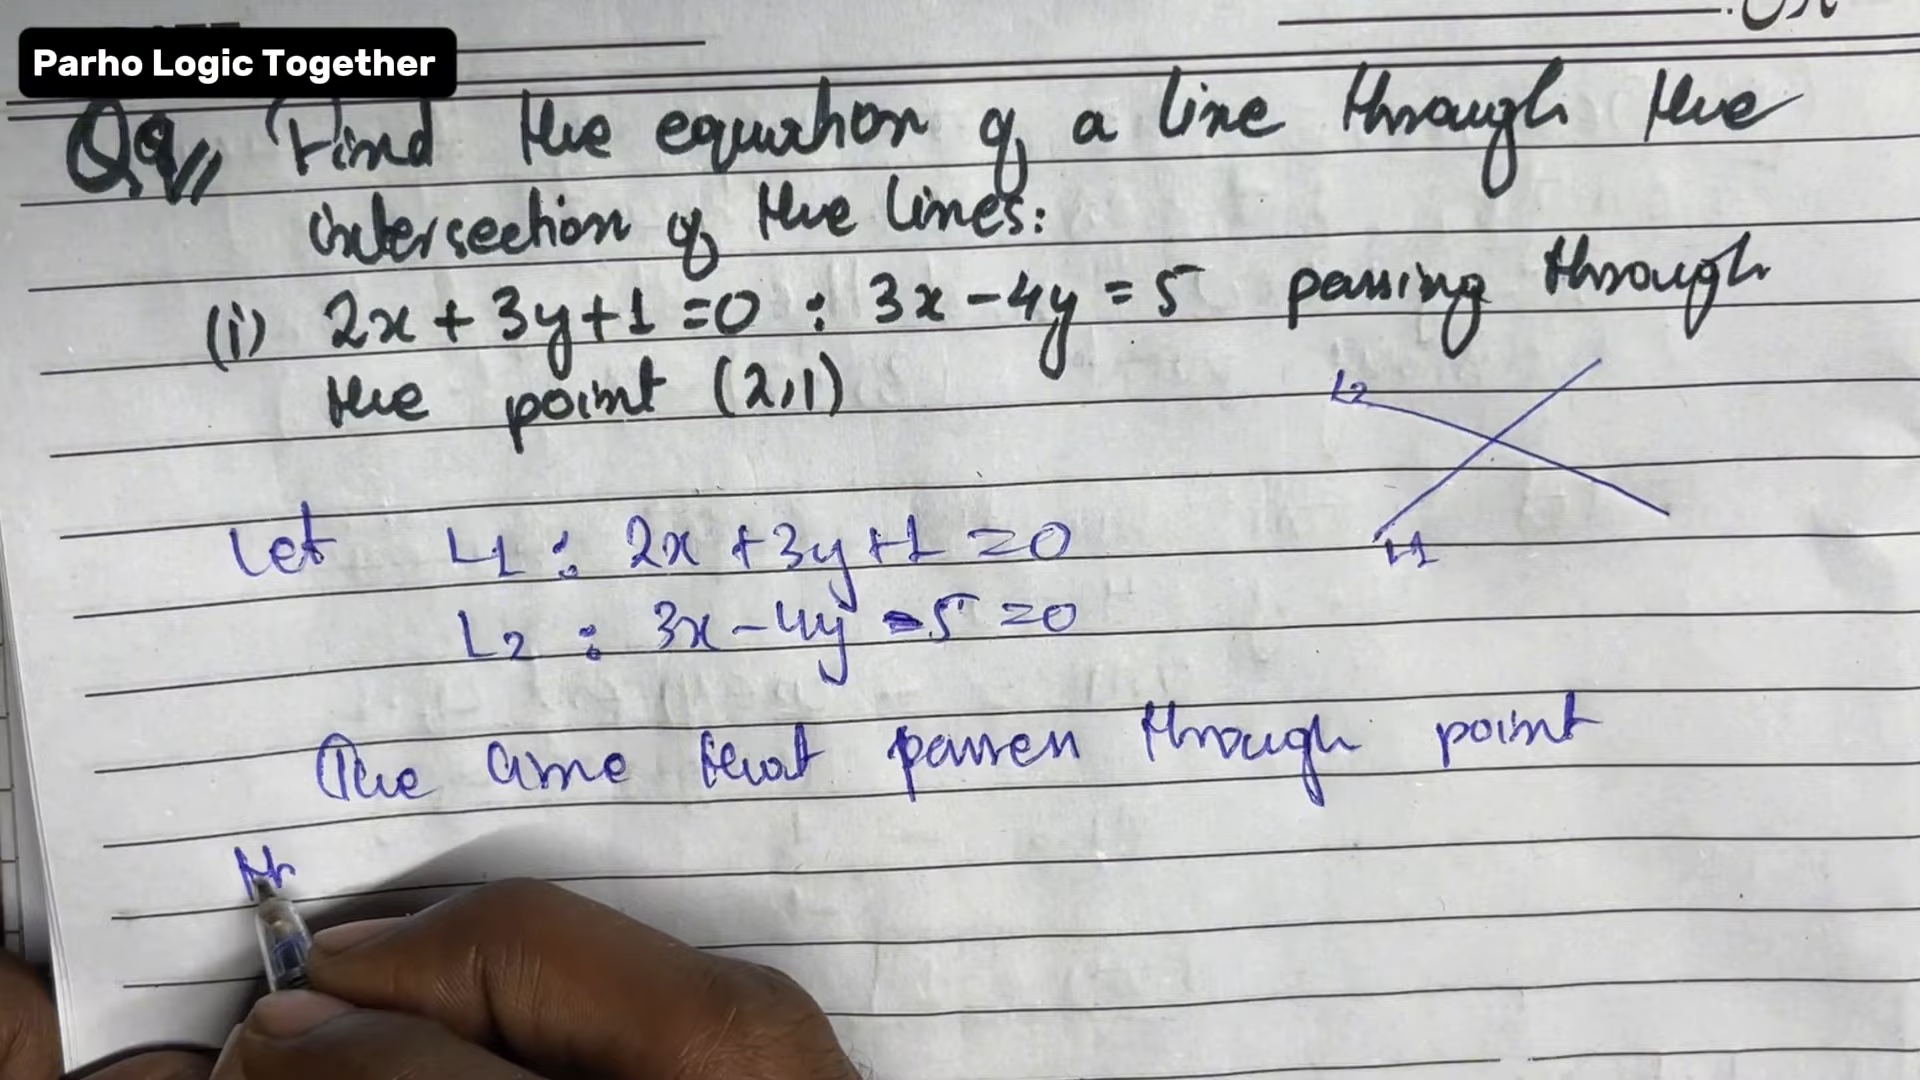 Parho Logic Together
Q9 Find the equation of a line through the
intersection of the lines:
(i) 2x + 3y + 1 = 0 ; 3x - 4y = 5 passing through
the point (2,1)
L2
L1
Let L1 : 2x + 3y + 1 = 0
L2 : 3x - 4y - 5 = 0
The line that passes through point
th